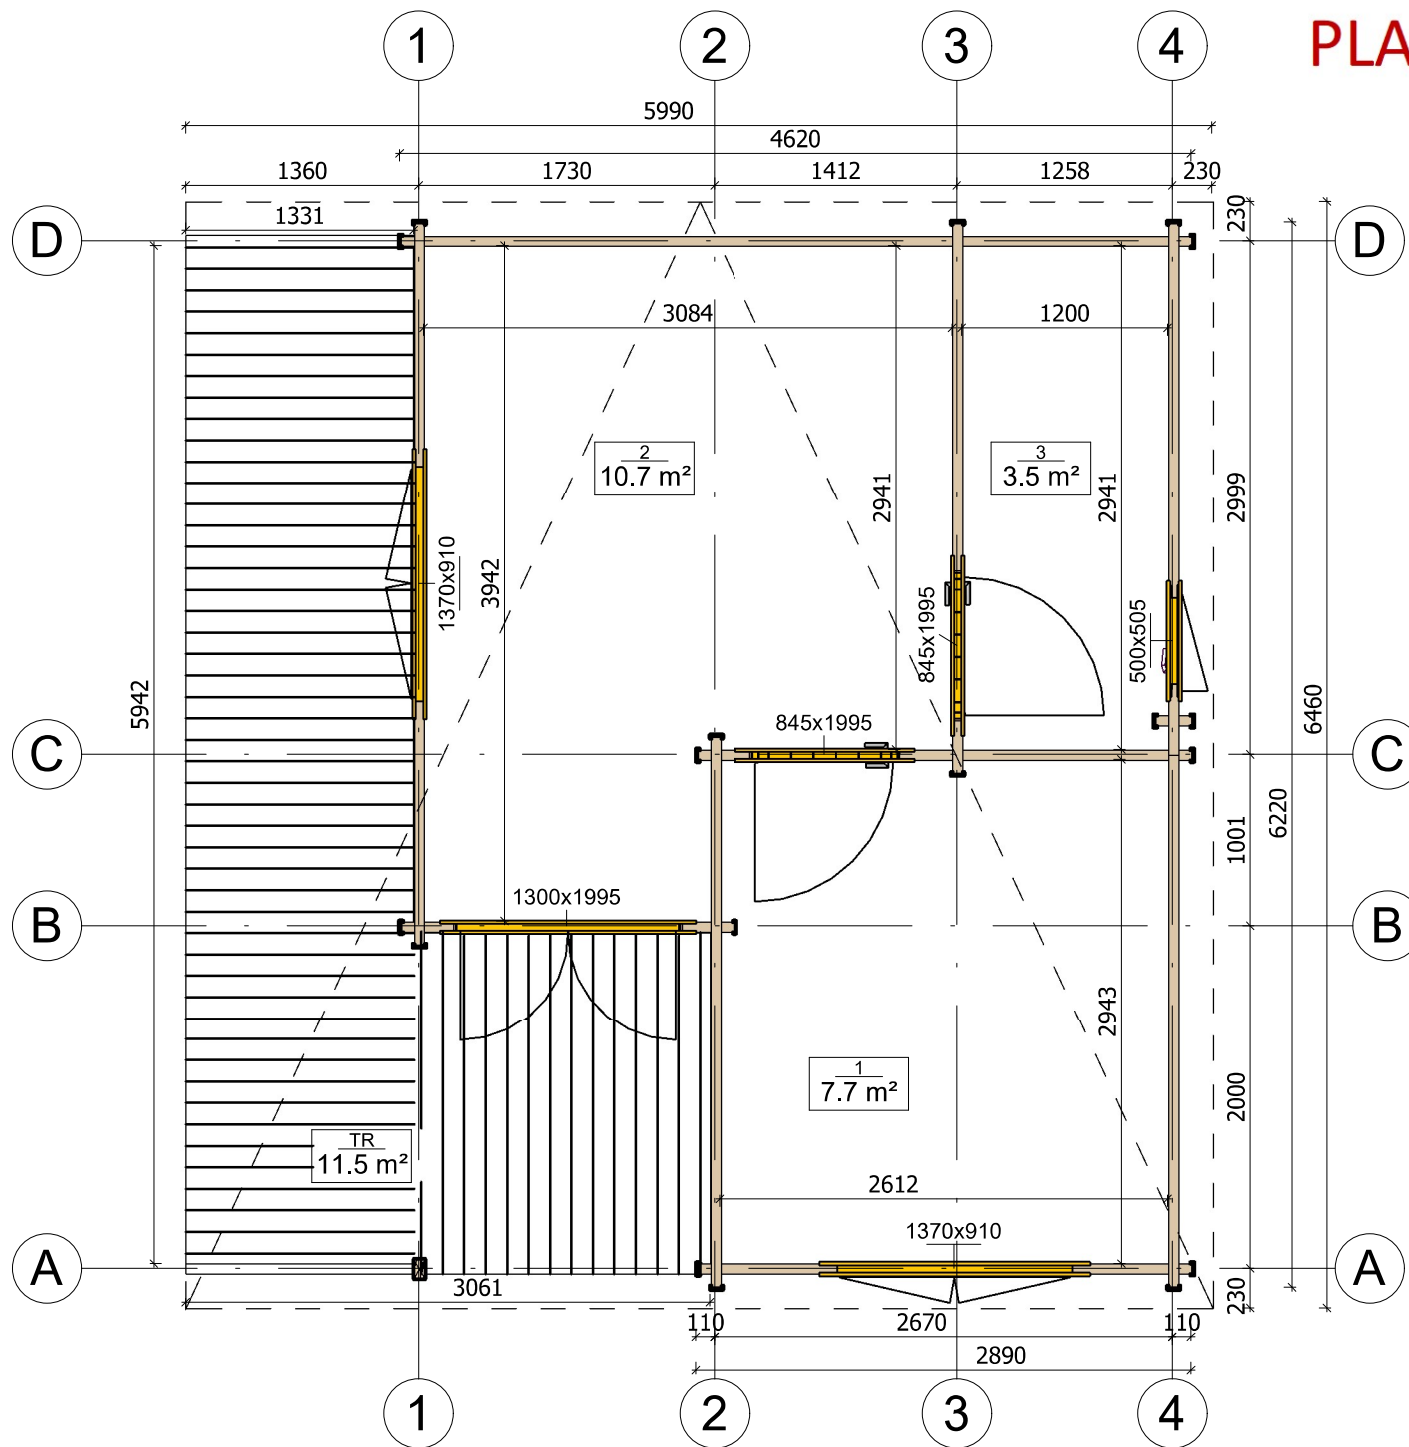 PLA
1 2 3 4
5990
4620
1360 1730 1412 1258 230
1331
230
D D
3084 1200
2
10.7 m²
3
3.5 m²
2941 2941 2999
1370x910
3942
845x1995
500x505
5942
6460
845x1995
C C
6220
1001
1300x1995
B B
2943
1
7.7 m²
2000
TR
11.5 m²
2612
1370x910
A A
3061
230
110 2670 110
2890
1 2 3 4